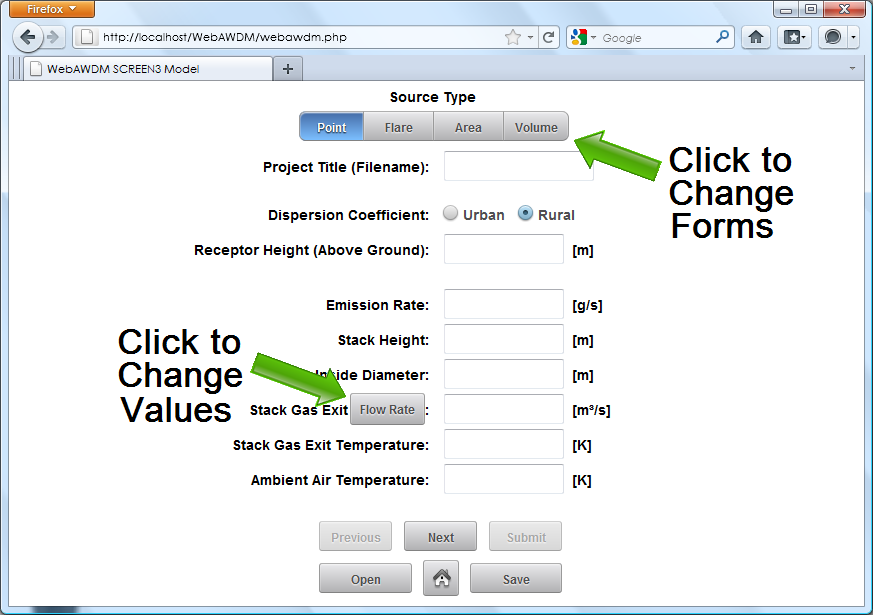 Firefox
http://localhost/WebAWDM/webawdm.php
Google
WebAWDM SCREEN3 Model
Source Type
Point Flare Area Volume
Click to
Change
Forms
Project Title (Filename):
Dispersion Coefficient: Urban Rural
Receptor Height (Above Ground): [m]
Emission Rate: [g/s]
Stack Height: [m]
Click to
Change
Values
Inside Diameter: [m]
Stack Gas Exit Flow Rate : [m³/s]
Stack Gas Exit Temperature: [K]
Ambient Air Temperature: [K]
Previous Next Submit
Open Save